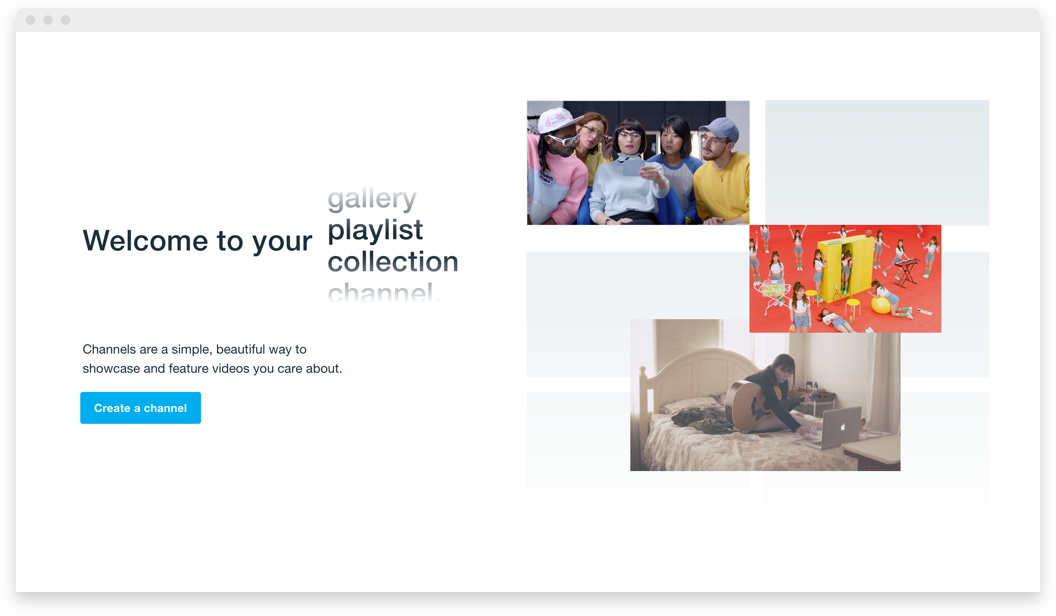 gallery
Welcome to your playlist
collection
channel.
Channels are a simple, beautiful way to
showcase and feature videos you care about.
Create a channel